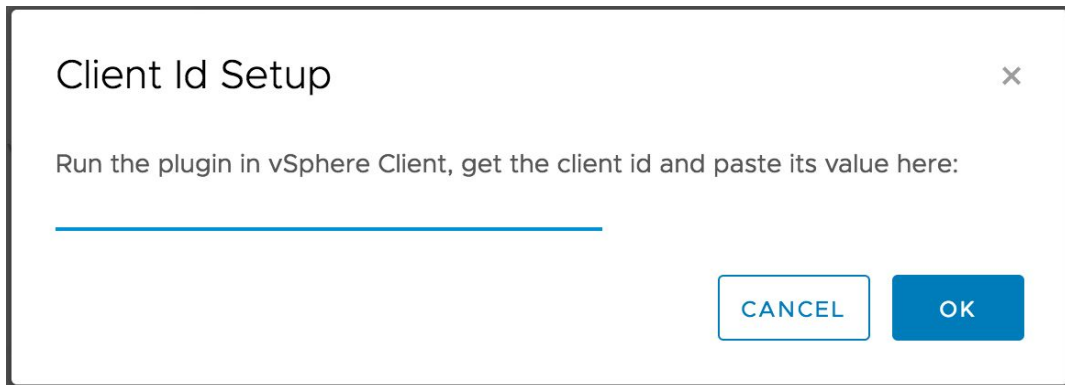 Client Id Setup
Run the plugin in vSphere Client, get the client id and paste its value here:
CANCEL
OK